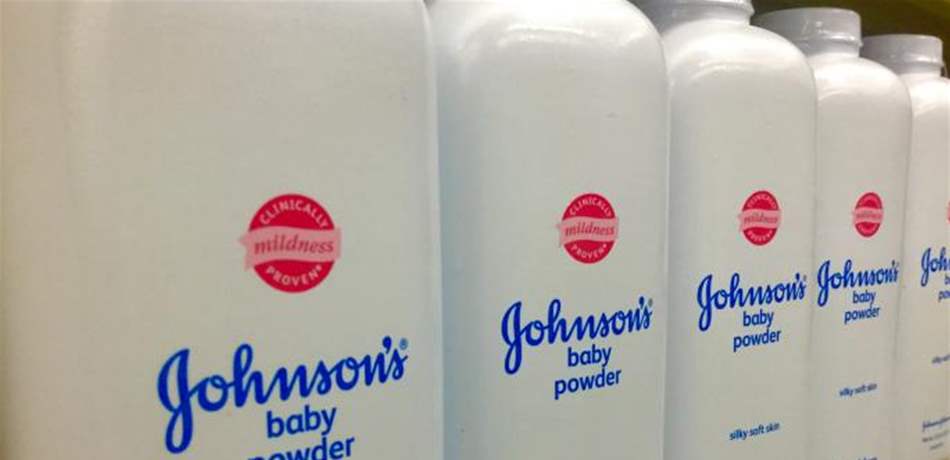 CLINICALLY
mildness
PROVEN®
Johnson's®
baby
powder
CLINICALLY
mildness
PROVEN®
Johnson's®
baby
powder
mildness
Johnson's
baby
powder
silky soft skin
mildness
Johnson's
baby
powder
silky soft skin